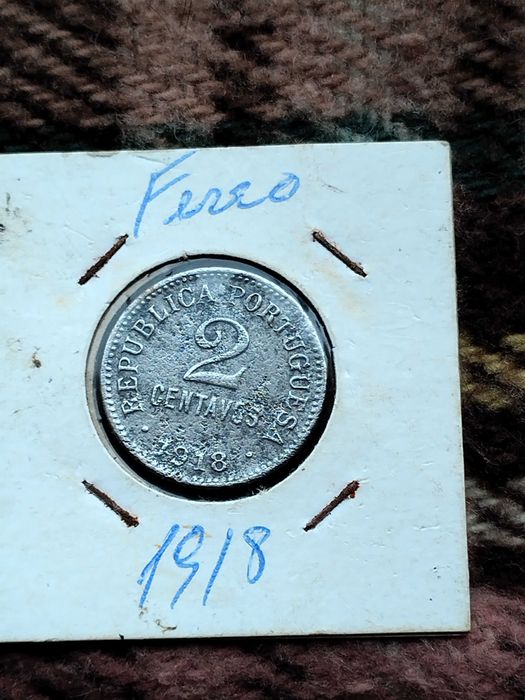 Ferro
REPUBLICA PORTUGUESA
2
CENTAVOS
1918
1918